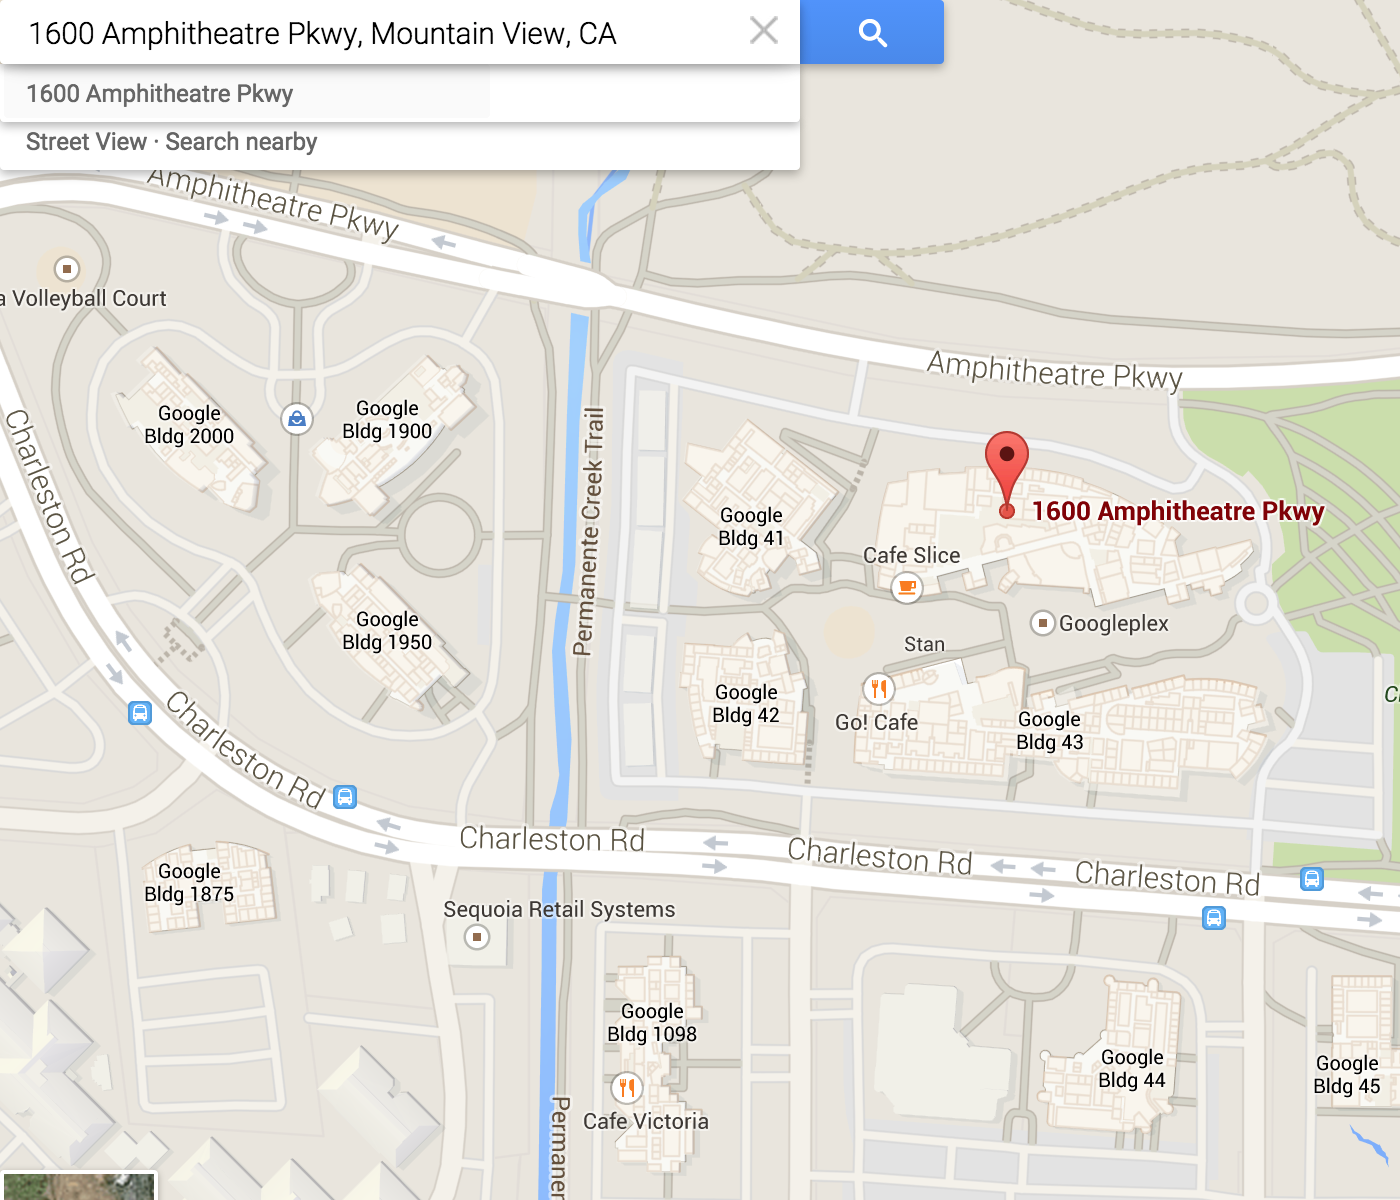 1600 Amphitheatre Pkwy, Mountain View, CA
1600 Amphitheatre Pkwy
Street View · Search nearby
Amphitheatre Pkwy
a Volleyball Court
Amphitheatre Pkwy
Google
Bldg 2000
Google
Bldg 1900
Charleston Rd
Permanente Creek Trail
Google
Bldg 41
1600 Amphitheatre Pkwy
Cafe Slice
Googleplex
Google
Bldg 1950
Stan
Google
Bldg 42
Go! Cafe
Google
Bldg 43
C
Charleston Rd
Charleston Rd
Charleston Rd
Charleston Rd
Google
Bldg 1875
Sequoia Retail Systems
Google
Bldg 1098
Google
Bldg 44
Google
Bldg 45
Cafe Victoria
Permanen